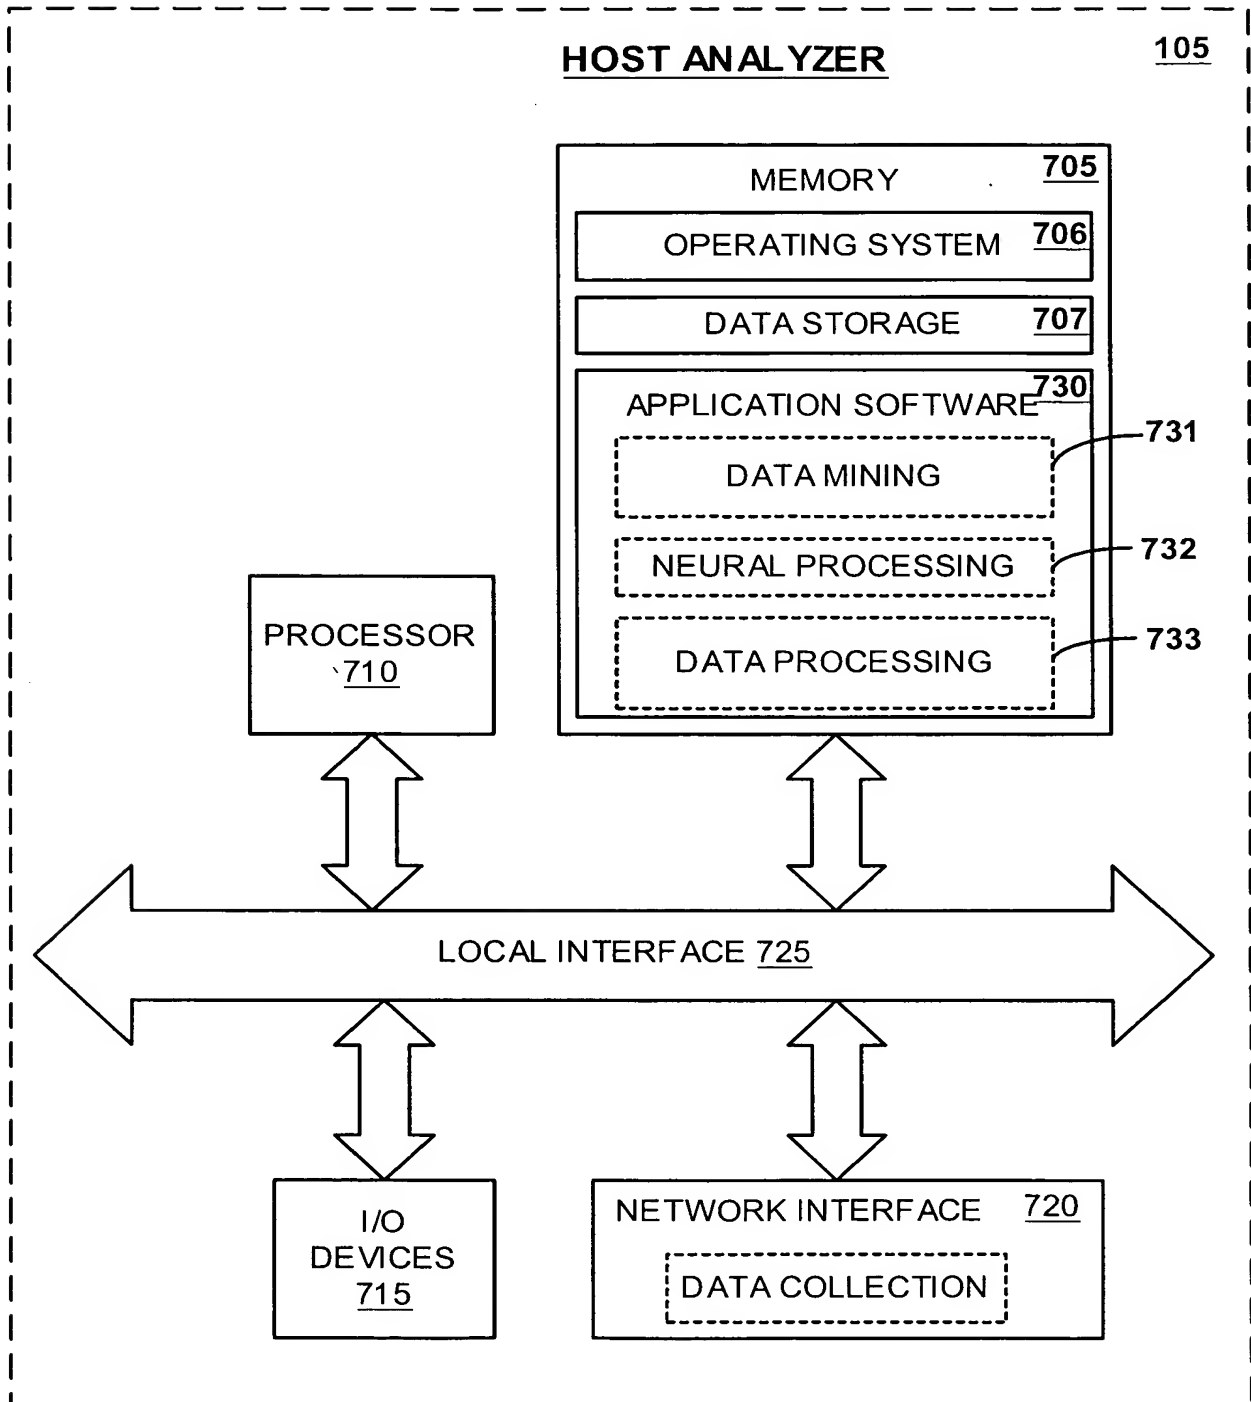 HOST ANALYZER 105
MEMORY 705
OPERATING SYSTEM 706
DATA STORAGE 707
730
APPLICATION SOFTWARE
DATA MINING 731
NEURAL PROCESSING 732
DATA PROCESSING 733
PROCESSOR
710
LOCAL INTERFACE 725
I/O
DEVICES
715
NETWORK INTERFACE 720
DATA COLLECTION